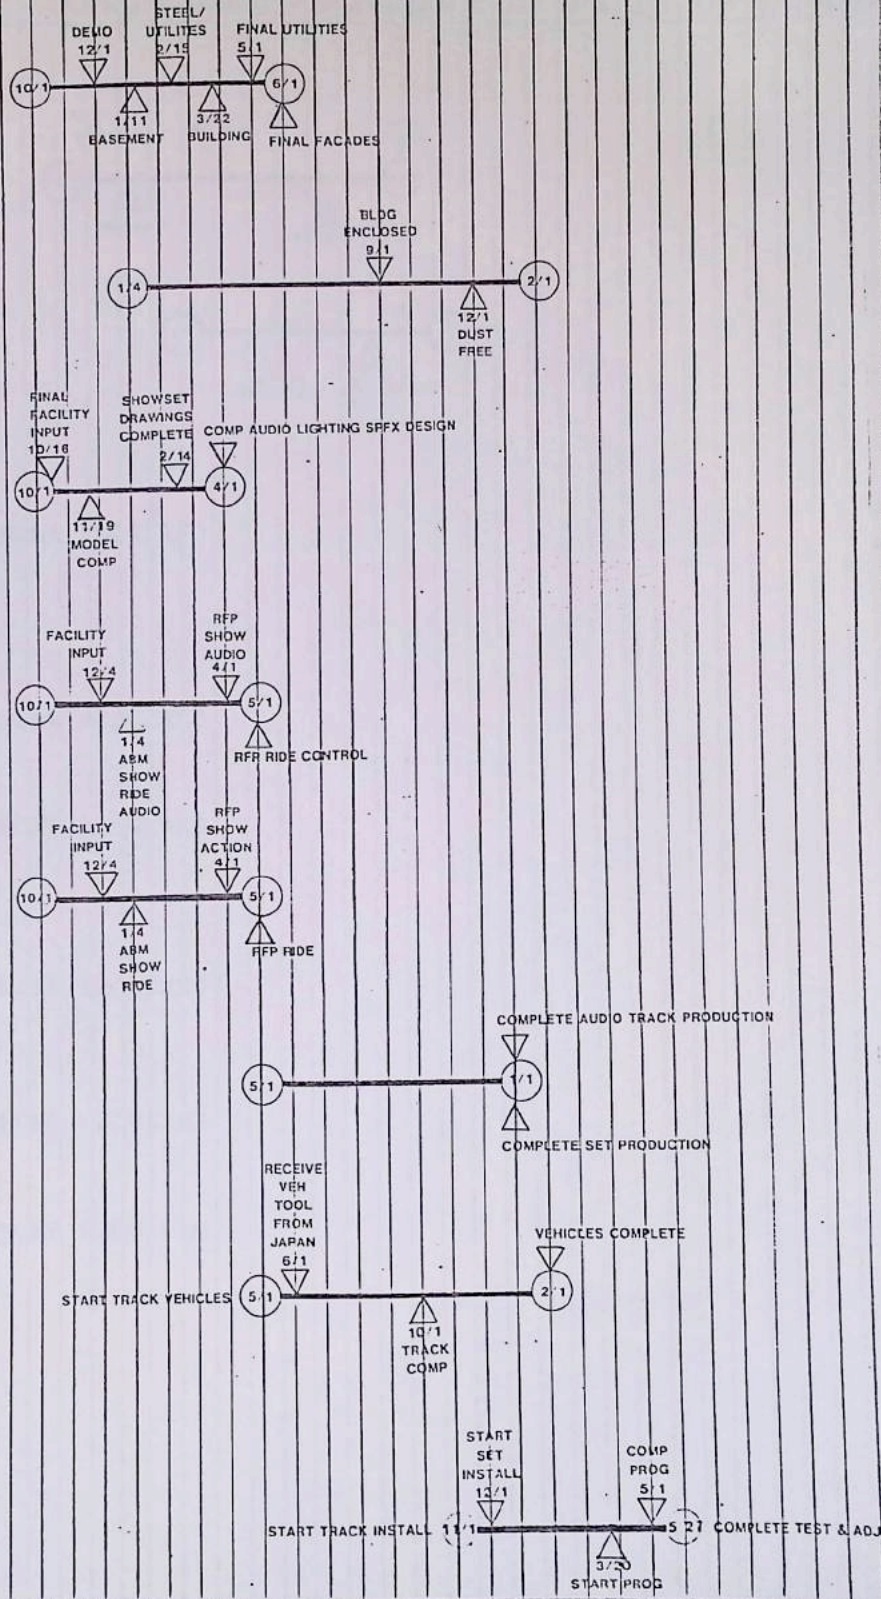 STEEL/
DEMO UTILITES FINAL UTILITIES
12/1 2/15 5/1
10/1 6/1
1/11 3/22
BASEMENT BUILDING FINAL FACADES
BLDG
ENCLOSED
9/1
1/4 2/1
12/1
DUST
FREE
FINAL
FACILITY
INPUT
10/16
SHOWSET
DRAWINGS
COMPLETE
2/14
COMP AUDIO LIGHTING SPFX DESIGN
10/1 4/1
11/19
MODEL
COMP
FACILITY
INPUT
12/4
RFP
SHOW
AUDIO
4/1
10/1 5/1
1/4
ABM
SHOW
RIDE
AUDIO
RFP RIDE CONTROL
FACILITY
INPUT
12/4
RFP
SHOW
ACTION
4/1
10/1 5/1
1/4
ABM
SHOW
RIDE
RFP RIDE
COMPLETE AUDIO TRACK PRODUCTION
5/1 1/1
COMPLETE SET PRODUCTION
RECEIVE
VEH
TOOL
FROM
JAPAN
6/1
VEHICLES COMPLETE
START TRACK VEHICLES 5/1 2/1
10/1
TRACK
COMP
START
SET
INSTALL
12/1
COMP
PROG
5/1
START TRACK INSTALL 11/1 5/27 COMPLETE TEST & ADJ
3/20
START PROG